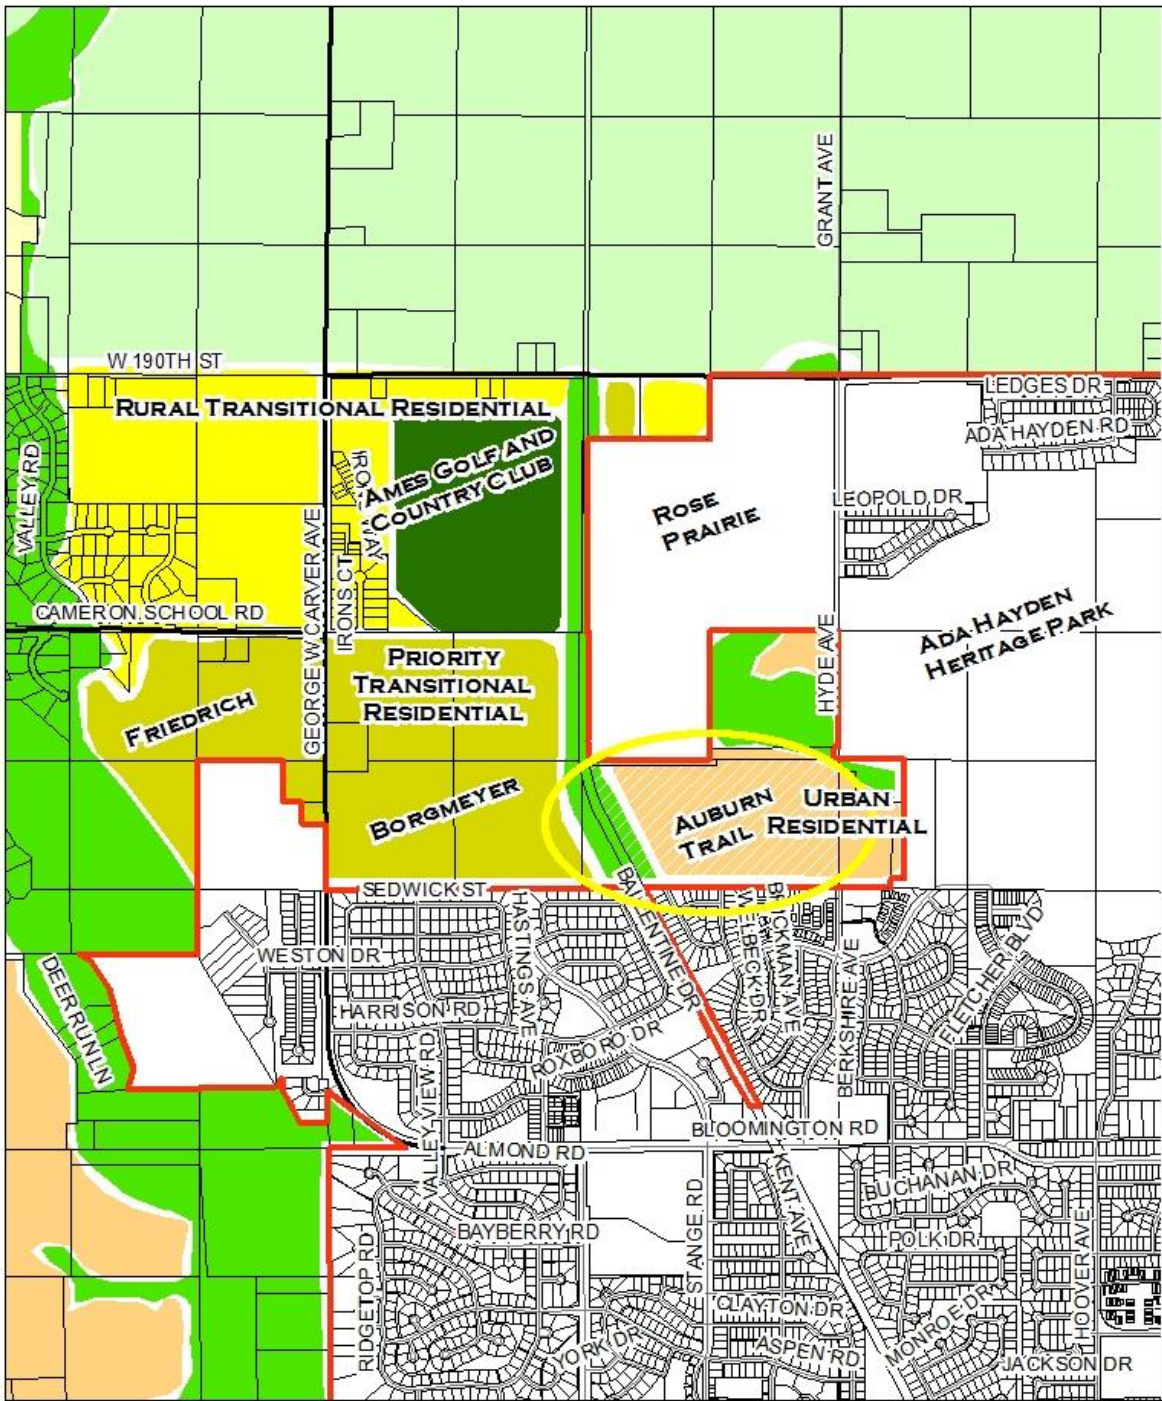 GRANT AVE
W 190TH ST
LEDGES DR
RURAL TRANSITIONAL RESIDENTIAL
ADA HAYDEN RD
AMES GOLF AND
COUNTRY CLUB
VALLEY RD
LEOPOLD DR
ROSE
PRAIRIE
GEORGE W CARVER AVE
IRONS CT
CAMERON SCHOOL RD
ADA HAYDEN
HERITAGE PARK
HYDE AVE
PRIORITY
TRANSITIONAL
RESIDENTIAL
FRIEDRICH
BORGMEYER
AUBURN
TRAIL
URBAN
RESIDENTIAL
SEDWICK ST
HASTINGS AVE
BALLENTINE DR
WELBECK DR
BRICKMAN AVE
BERKSHIRE AVE
FLETCHER BLVD
WESTON DR
DEER RUN LN
HARRISON RD
ROXBORO DR
VALLEY VIEW RD
BLOOMINGTON RD
ALMOND RD
KENT AVE
BUCHANAN DR
STANGE RD
BAYBERRY RD
POLK DR
RIDGETOP RD
HOOVER AVE
CLAYTON DR
YORK DR
ASPEN RD
MONROE DR
JACKSON DR